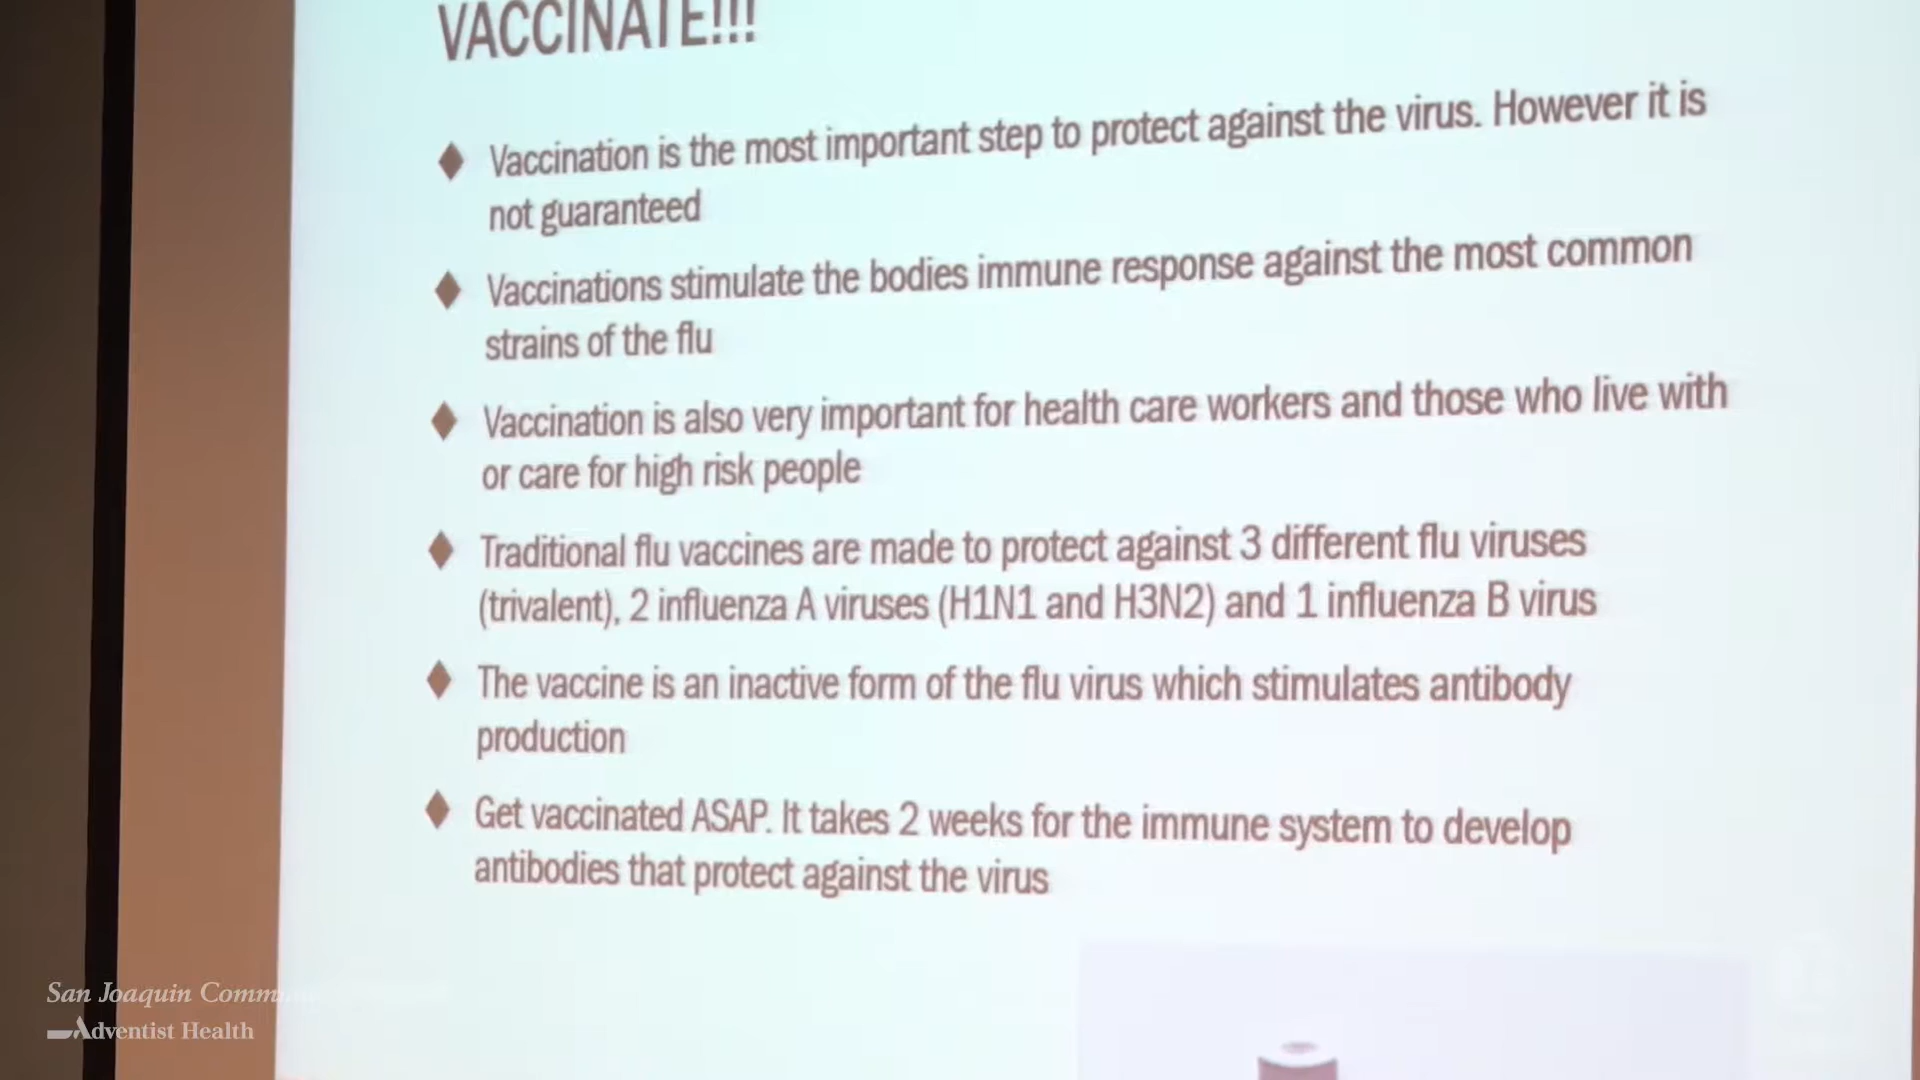 VACCINATE!!!
Vaccination is the most important step to protect against the virus. However it is
not guaranteed
Vaccinations stimulate the bodies immune response against the most common
strains of the flu
Vaccination is also very important for health care workers and those who live with
or care for high risk people
Traditional flu vaccines are made to protect against 3 different flu viruses
(trivalent), 2 influenza A viruses (H1N1 and H3N2) and 1 influenza B virus
The vaccine is an inactive form of the flu virus which stimulates antibody
production
Get vaccinated ASAP. It takes 2 weeks for the immune system to develop
antibodies that protect against the virus
San Joaquin
Adventist Health